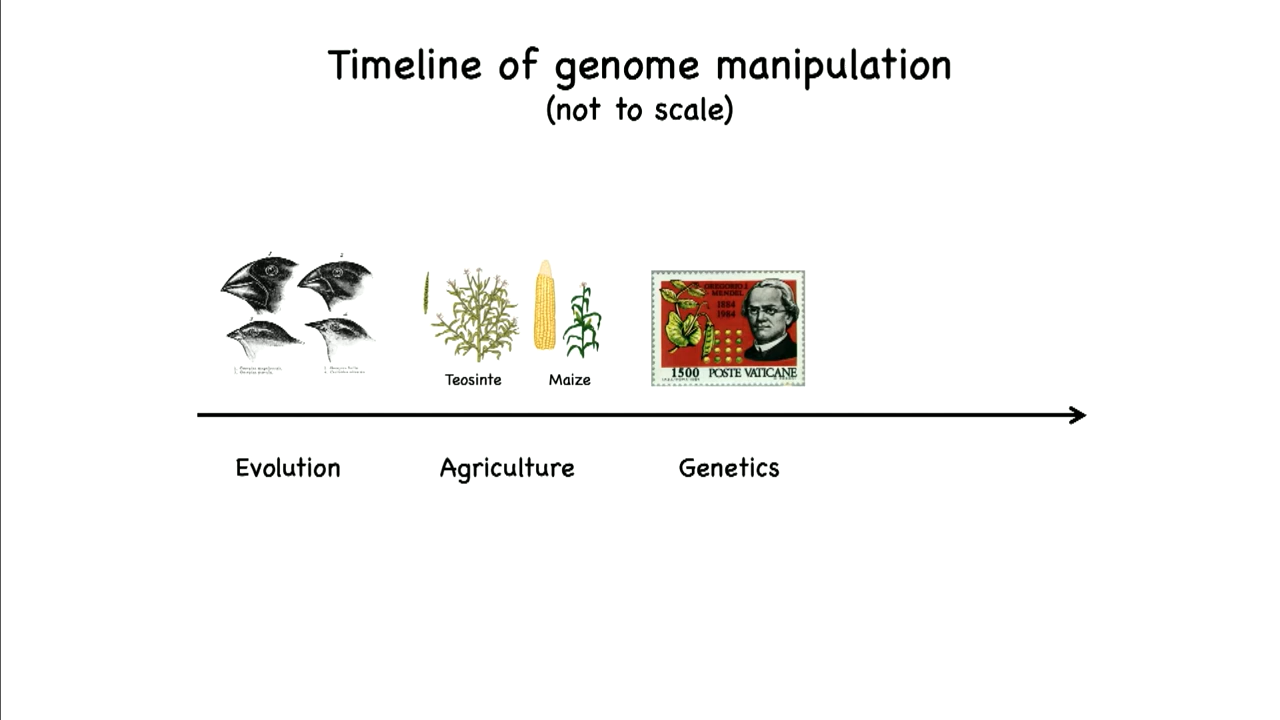 Timeline of genome manipulation
(not to scale)
Teosinte
Maize
GREGORIO J.
MENDEL
1884
1984
1500 POSTE VATICANE
Evolution
Agriculture
Genetics